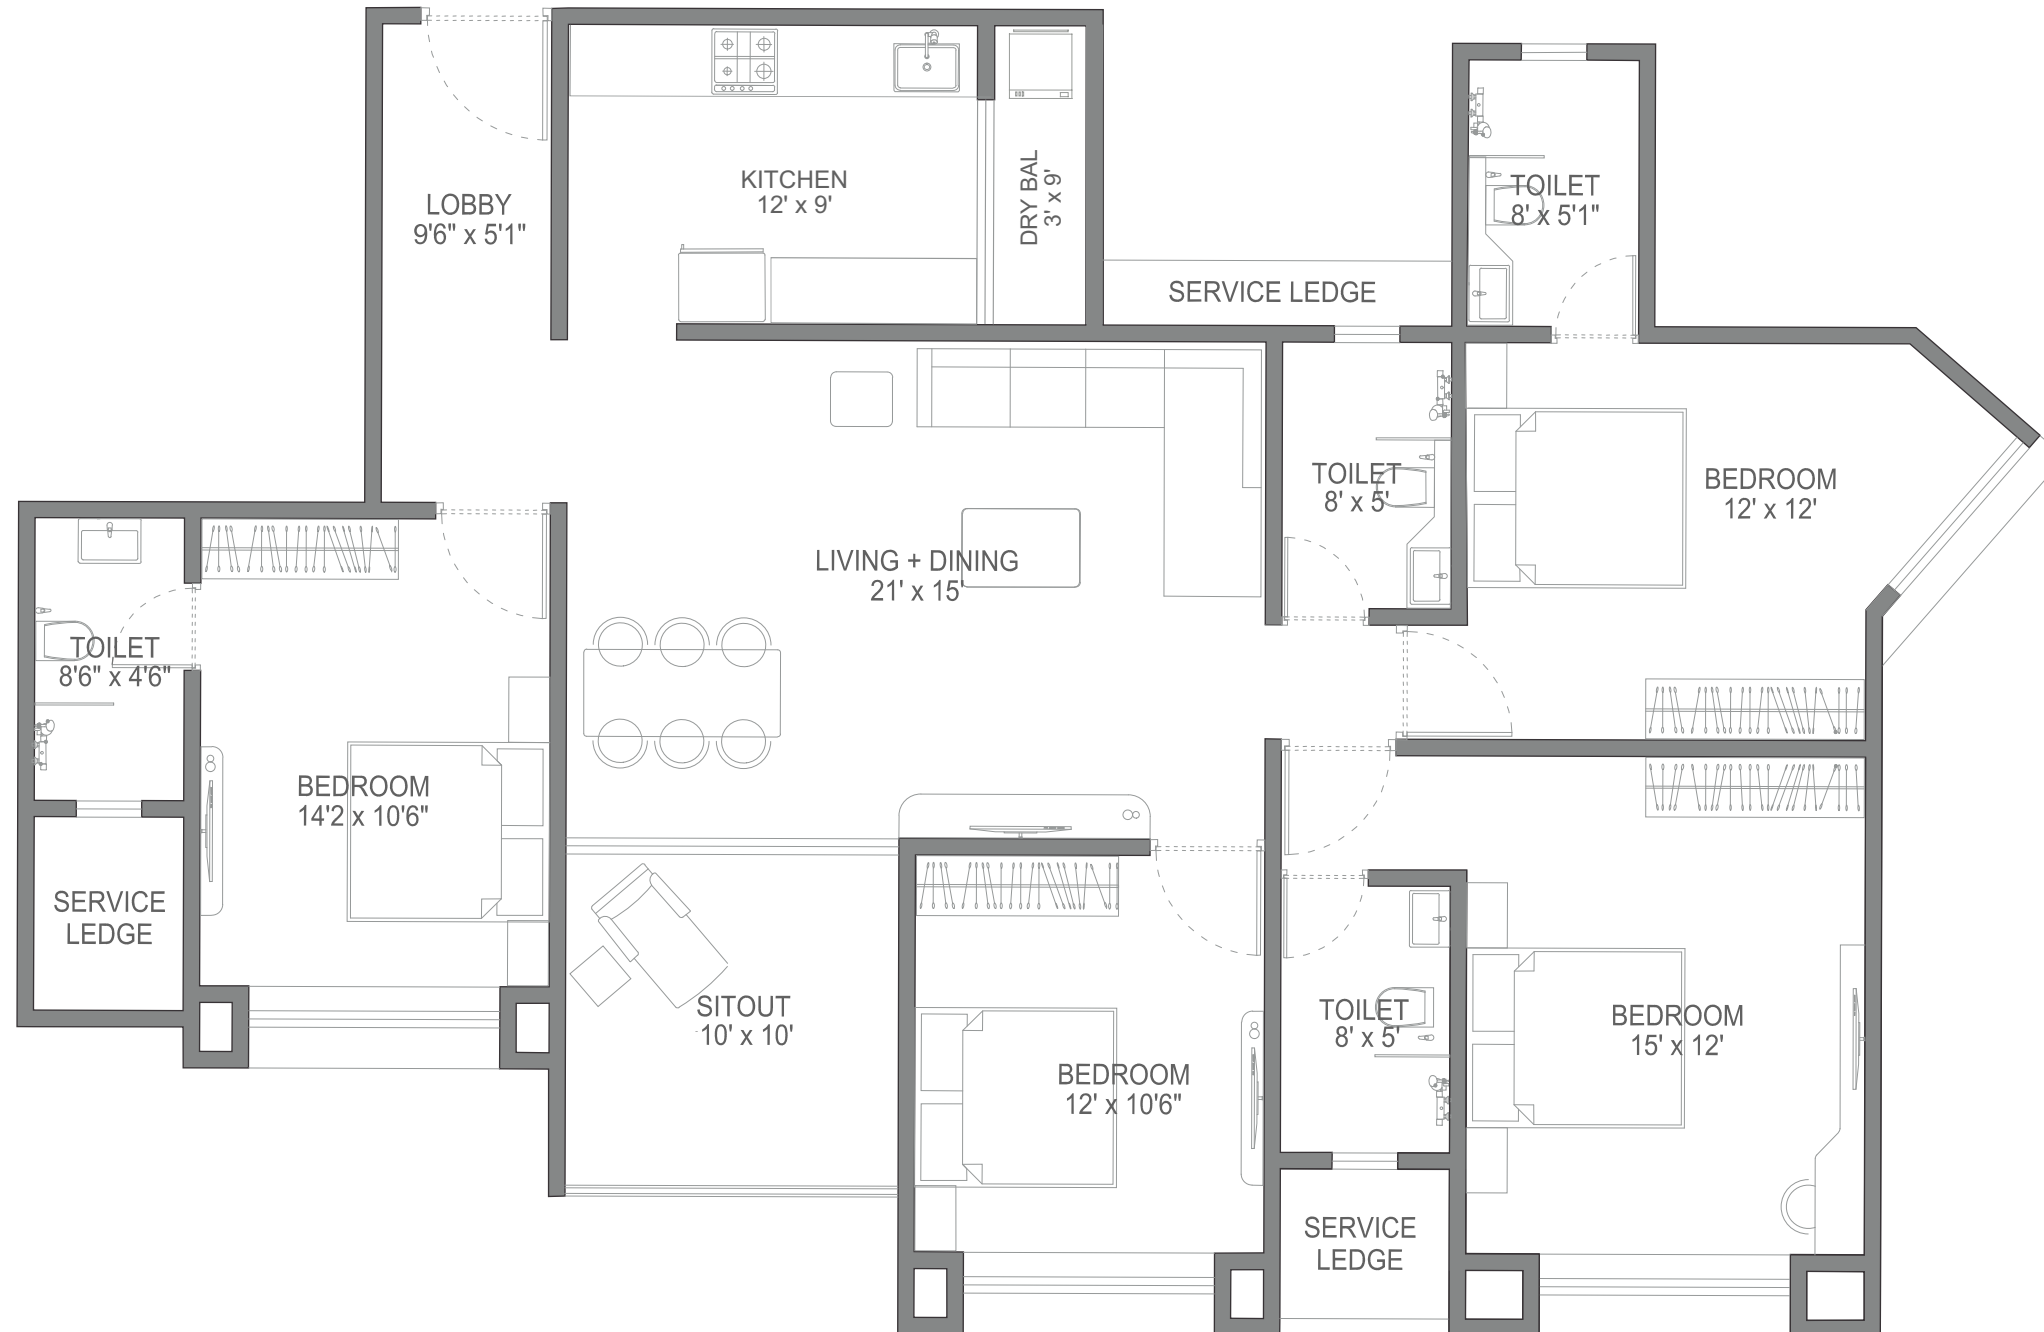 LOBBY
9'6" x 5'1"
KITCHEN
12' x 9'
DRY BAL
3' x 9'
SERVICE LEDGE
TOILET
8' x 5'1"
TOILET
8' x 5'
BEDROOM
12' x 12'
LIVING + DINING
21' x 15'
TOILET
8'6" x 4'6"
BEDROOM
14'2 x 10'6"
SERVICE
LEDGE
SITOUT
10' x 10'
BEDROOM
12' x 10'6"
TOILET
8' x 5'
BEDROOM
15' x 12'
SERVICE
LEDGE